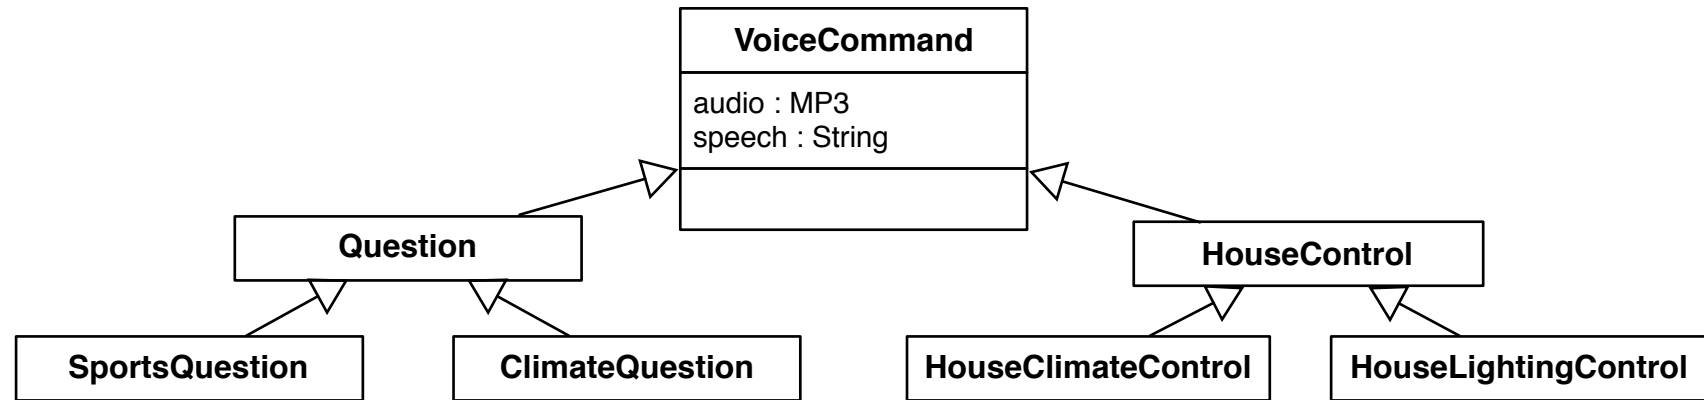 VoiceCommand
audio : MP3
speech : String
Question
HouseControl
SportsQuestion
ClimateQuestion
HouseClimateControl
HouseLightingControl